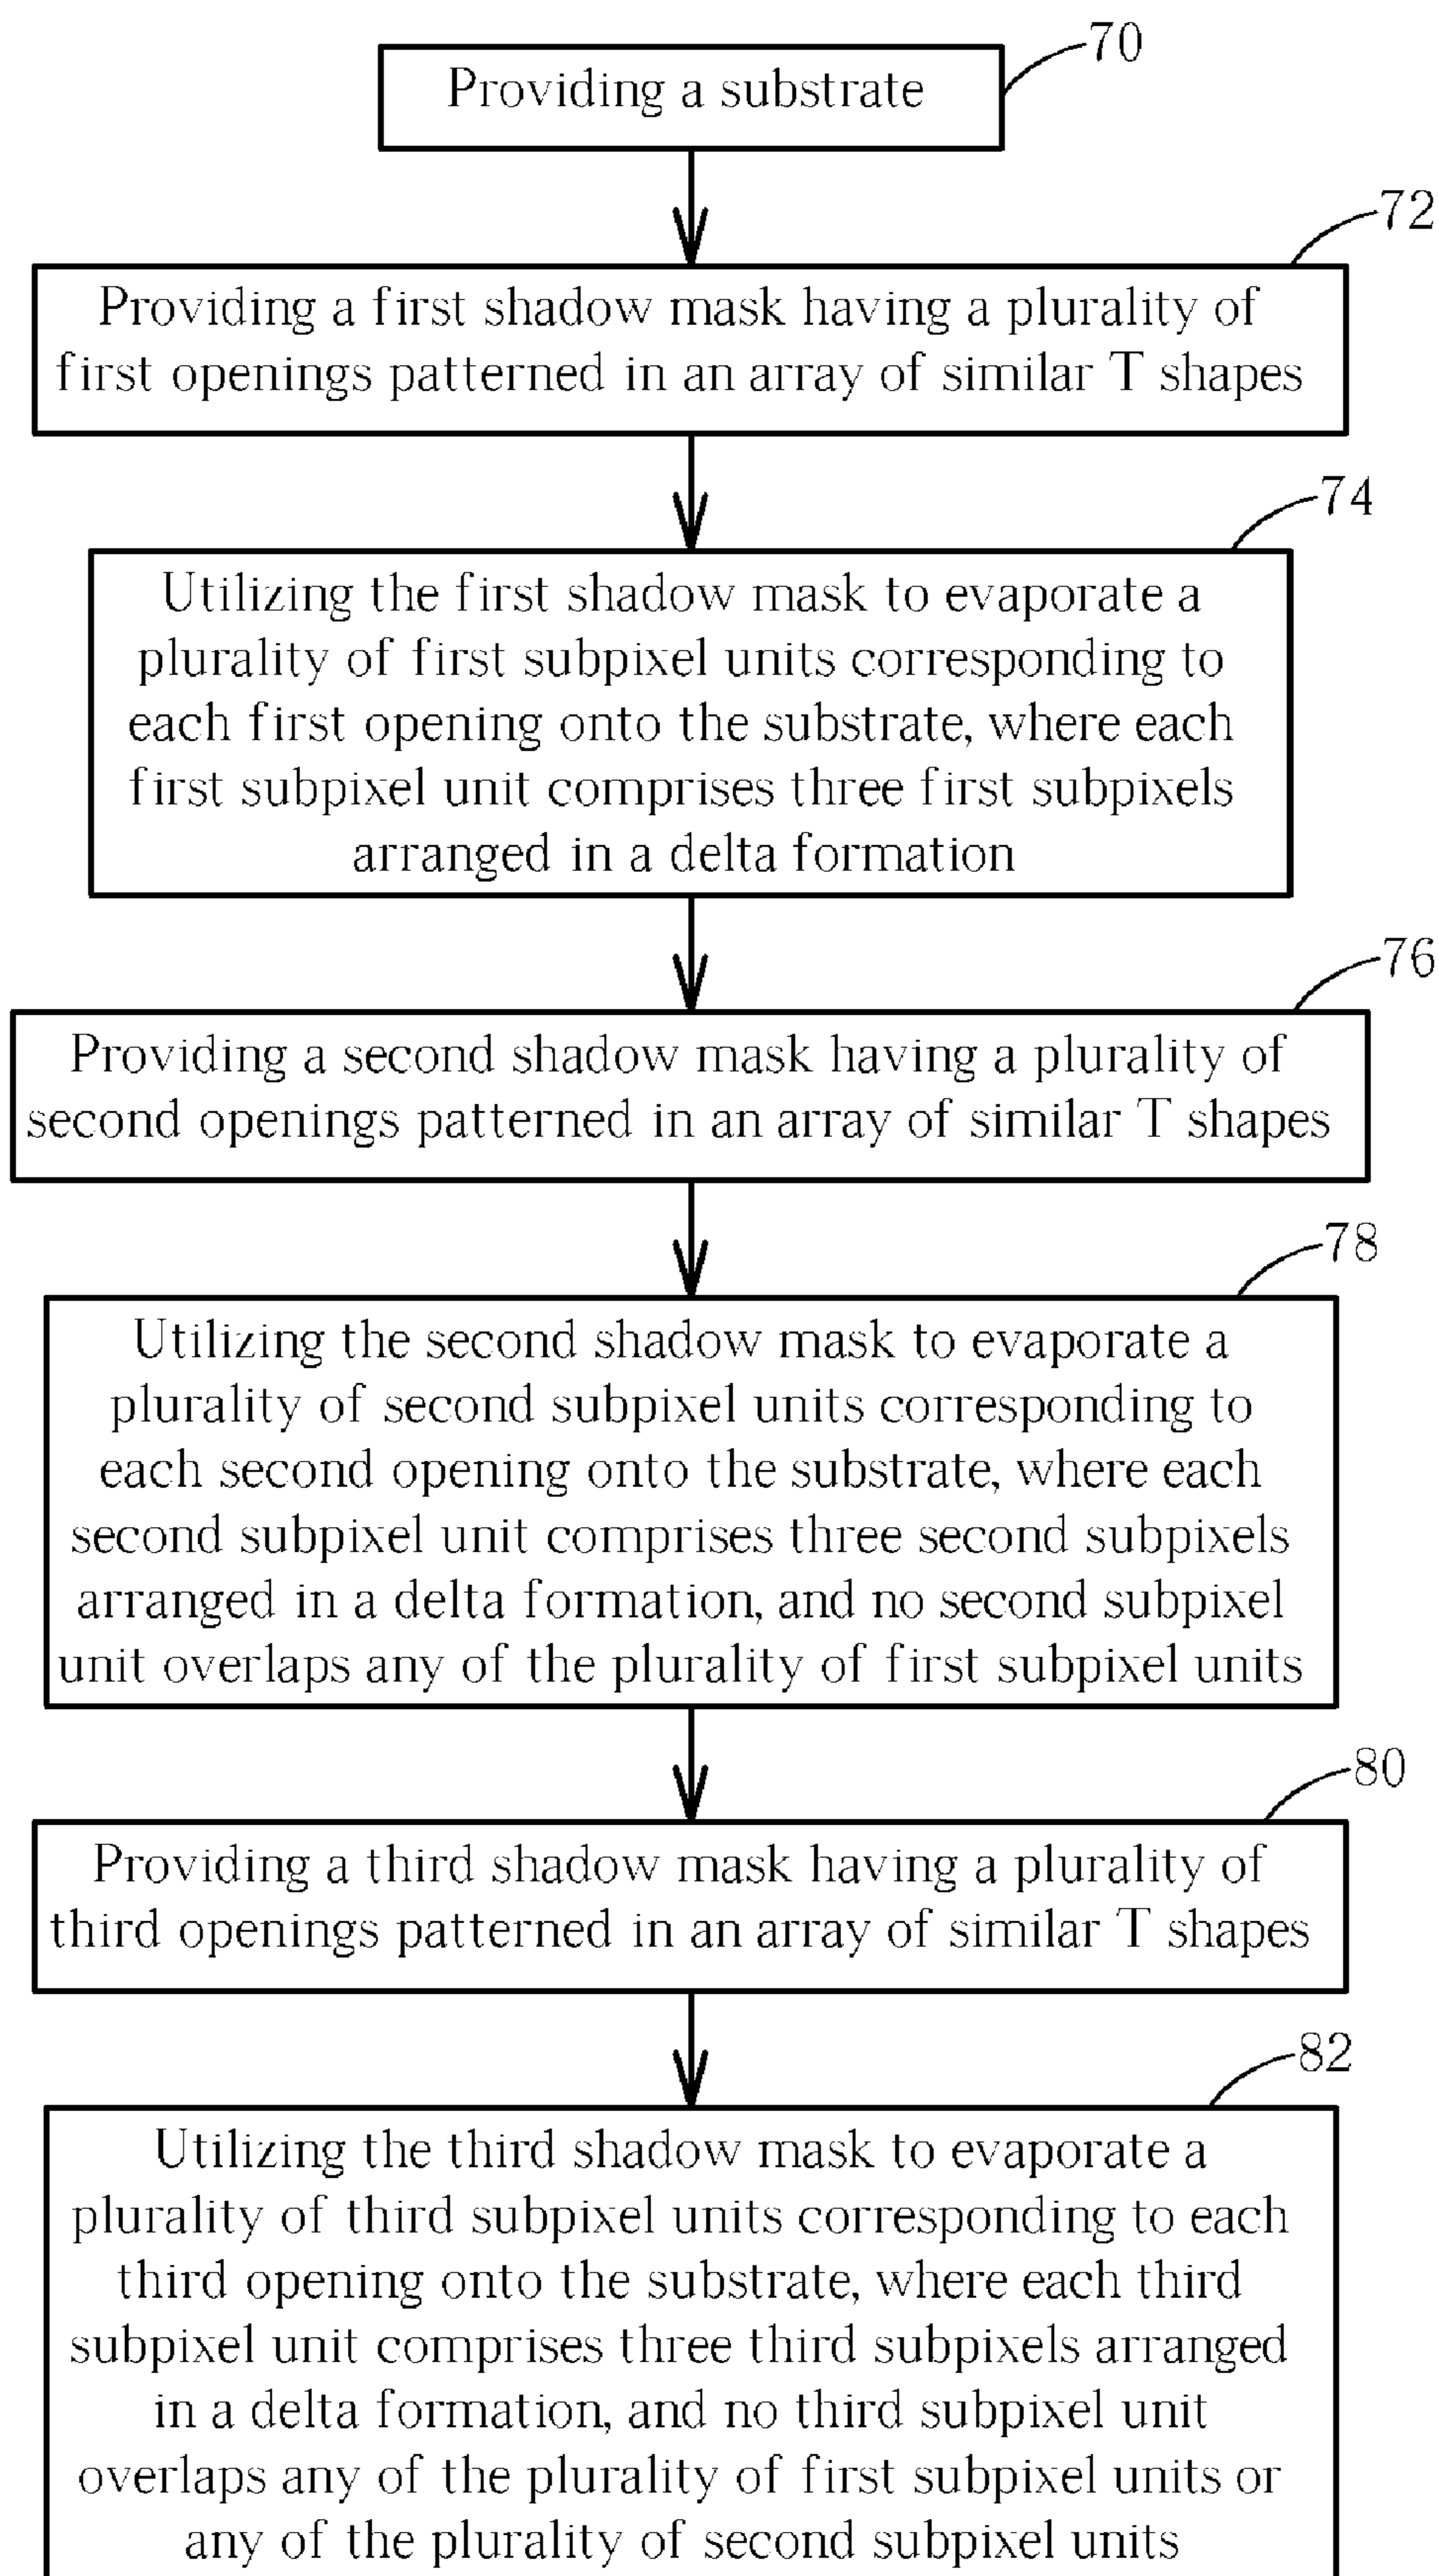 70
Providing a substrate
72
Providing a first shadow mask having a plurality of
first openings patterned in an array of similar T shapes
74
Utilizing the first shadow mask to evaporate a
plurality of first subpixel units corresponding to
each first opening onto the substrate, where each
first subpixel unit comprises three first subpixels
arranged in a delta formation
76
Providing a second shadow mask having a plurality of
second openings patterned in an array of similar T shapes
78
Utilizing the second shadow mask to evaporate a
plurality of second subpixel units corresponding to
each second opening onto the substrate, where each
second subpixel unit comprises three second subpixels
arranged in a delta formation, and no second subpixel
unit overlaps any of the plurality of first subpixel units
80
Providing a third shadow mask having a plurality of
third openings patterned in an array of similar T shapes
82
Utilizing the third shadow mask to evaporate a
plurality of third subpixel units corresponding to each
third opening onto the substrate, where each third
subpixel unit comprises three third subpixels arranged
in a delta formation, and no third subpixel unit
overlaps any of the plurality of first subpixel units or
any of the plurality of second subpixel units